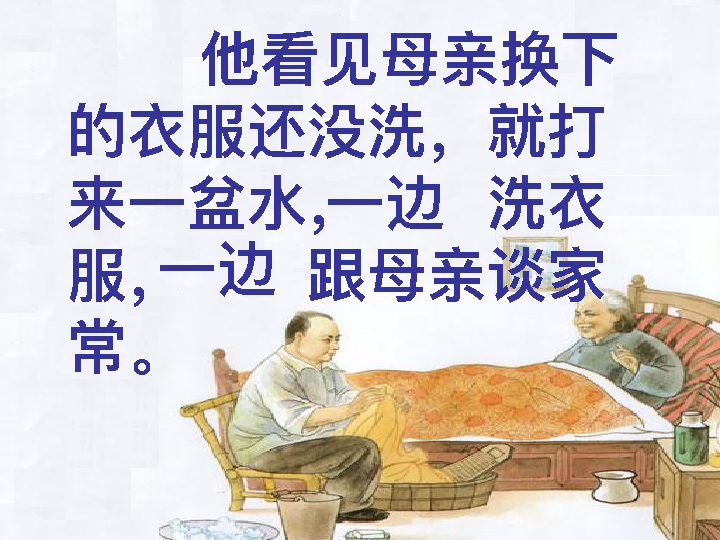 他看见母亲换下
的衣服还没洗，就打
来一盆水,一边 洗衣
服,一边 跟母亲谈家
常。